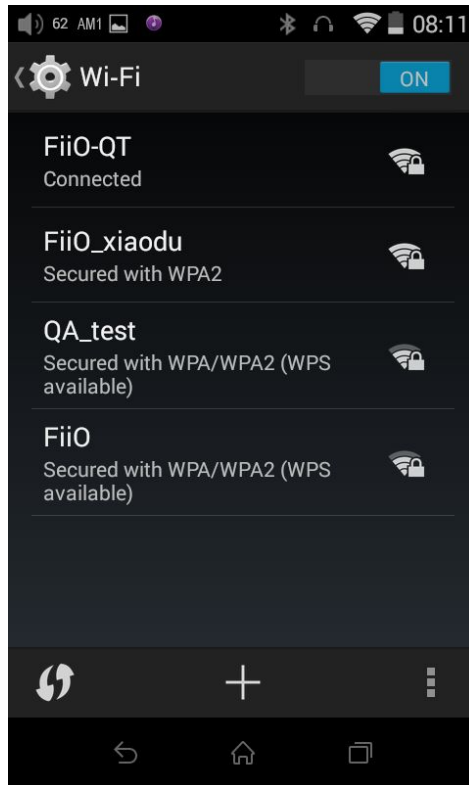 62 AM1 08:11
Wi-Fi ON
FiiO-QT
Connected
FiiO_xiaodu
Secured with WPA2
QA_test
Secured with WPA/WPA2 (WPS
available)
FiiO
Secured with WPA/WPA2 (WPS
available)